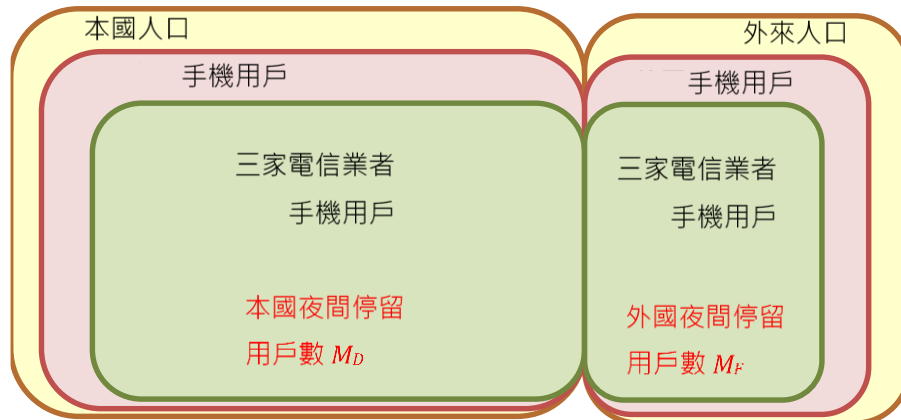 本國人口
手機用戶
三家電信業者
手機用戶
本國夜間停留
用戶數 M_D
外來人口
手機用戶
三家電信業者
手機用戶
外國夜間停留
用戶數 M_F